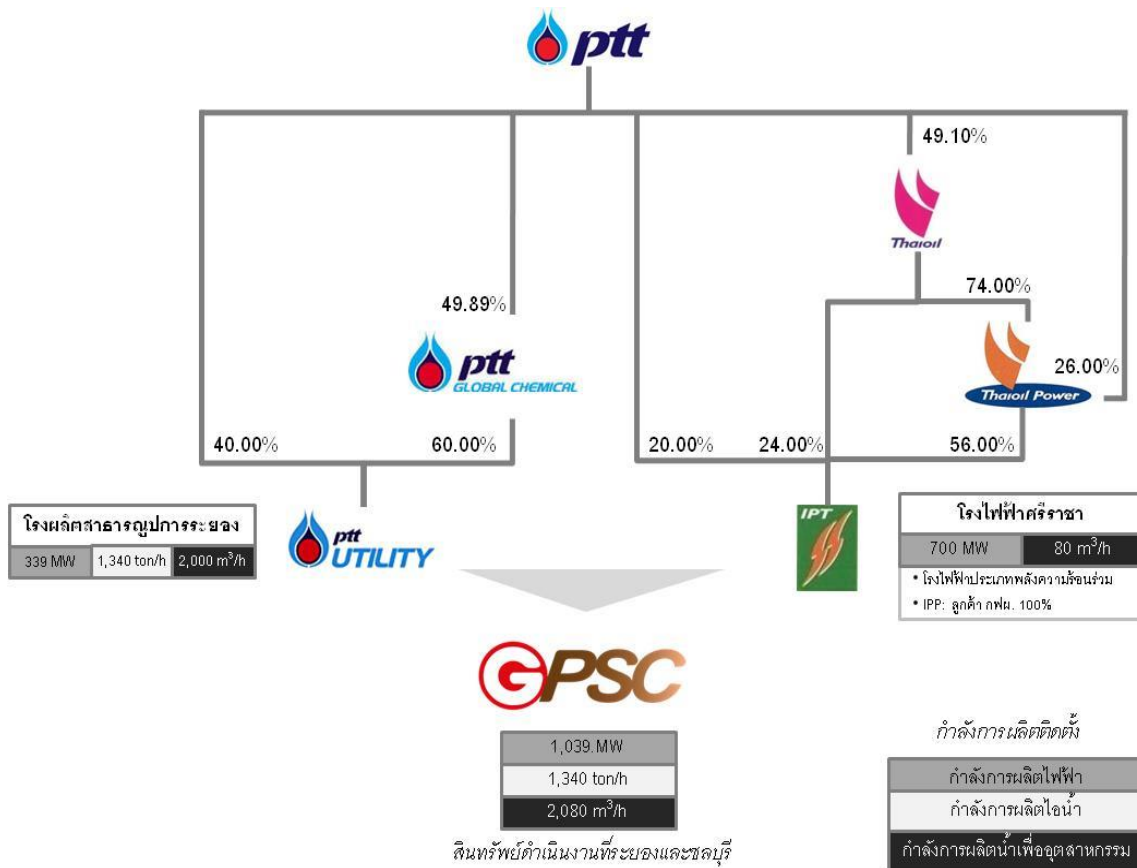 ptt
49.10%
Thaioil
74.00%
49.89%
ptt
GLOBAL CHEMICAL
26.00%
Thaioil Power
40.00%
60.00%
20.00%
24.00%
56.00%
โรงผลิตสาธารณูปการระยอง
339 MW 1,340 ton/h 2,000 m³/h
ptt
UTILITY
IPT
โรงไฟฟ้าศรีราชา
700 MW 80 m³/h
• โรงไฟฟ้าประเภทพลังความร้อนร่วม
• IPP: ลูกค้า กฟผ. 100%
GPSC
1,039.MW
1,340 ton/h
2,080 m³/h
สินทรัพย์ดำเนินงานที่ระยองและชลบุรี
กำลังการผลิตติดตั้ง
กำลังการผลิตไฟฟ้า
กำลังการผลิตไอน้ำ
กำลังการผลิตน้ำเพื่ออุตสาหกรรม